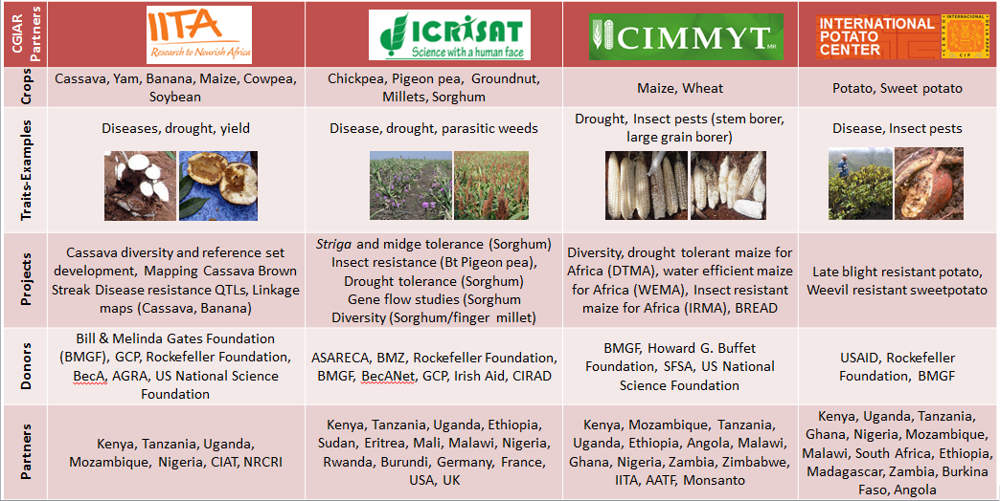 CGIAR
Partners
IITA
Research to Nourish Africa
ICRISAT
Science with a human face
CIMMYT MR
INTERNATIONAL
POTATO
CENTER
CENTRO
INTERNACIONAL
DE LA PAPA
CIP
Crops
Cassava, Yam, Banana, Maize, Cowpea,
Soybean
Chickpea, Pigeon pea, Groundnut,
Millets, Sorghum
Maize, Wheat
Potato, Sweet potato
Traits-Examples
Diseases, drought, yield
Disease, drought, parasitic weeds
Drought, Insect pests (stem borer,
large grain borer)
Disease, Insect pests
Projects
Cassava diversity and reference set
development, Mapping Cassava Brown
Streak Disease resistance QTLs, Linkage
maps (Cassava, Banana)
Striga and midge tolerance (Sorghum)
Insect resistance (Bt Pigeon pea),
Drought tolerance (Sorghum)
Gene flow studies (Sorghum
Diversity (Sorghum/finger millet)
Diversity, drought tolerant maize for
Africa (DTMA), water efficient maize
for Africa (WEMA), Insect resistant
maize for Africa (IRMA), BREAD
Late blight resistant potato,
Weevil resistant sweetpotato
Donors
Bill & Melinda Gates Foundation
(BMGF), GCP, Rockefeller Foundation,
BecA, AGRA, US National Science
Foundation
ASARECA, BMZ, Rockefeller Foundation,
BMGF, BecANet, GCP, Irish Aid, CIRAD
BMGF, Howard G. Buffet
Foundation, SFSA, US National
Science Foundation
USAID, Rockefeller
Foundation, BMGF
Partners
Kenya, Tanzania, Uganda,
Mozambique, Nigeria, CIAT, NRCRI
Kenya, Tanzania, Uganda, Ethiopia,
Sudan, Eritrea, Mali, Malawi, Nigeria,
Rwanda, Burundi, Germany, France,
USA, UK
Kenya, Mozambique, Tanzania,
Uganda, Ethiopia, Angola, Malawi,
Ghana, Nigeria, Zambia, Zimbabwe,
IITA, AATF, Monsanto
Kenya, Uganda, Tanzania,
Ghana, Nigeria, Mozambique,
Malawi, South Africa, Ethiopia,
Madagascar, Zambia, Burkina
Faso, Angola